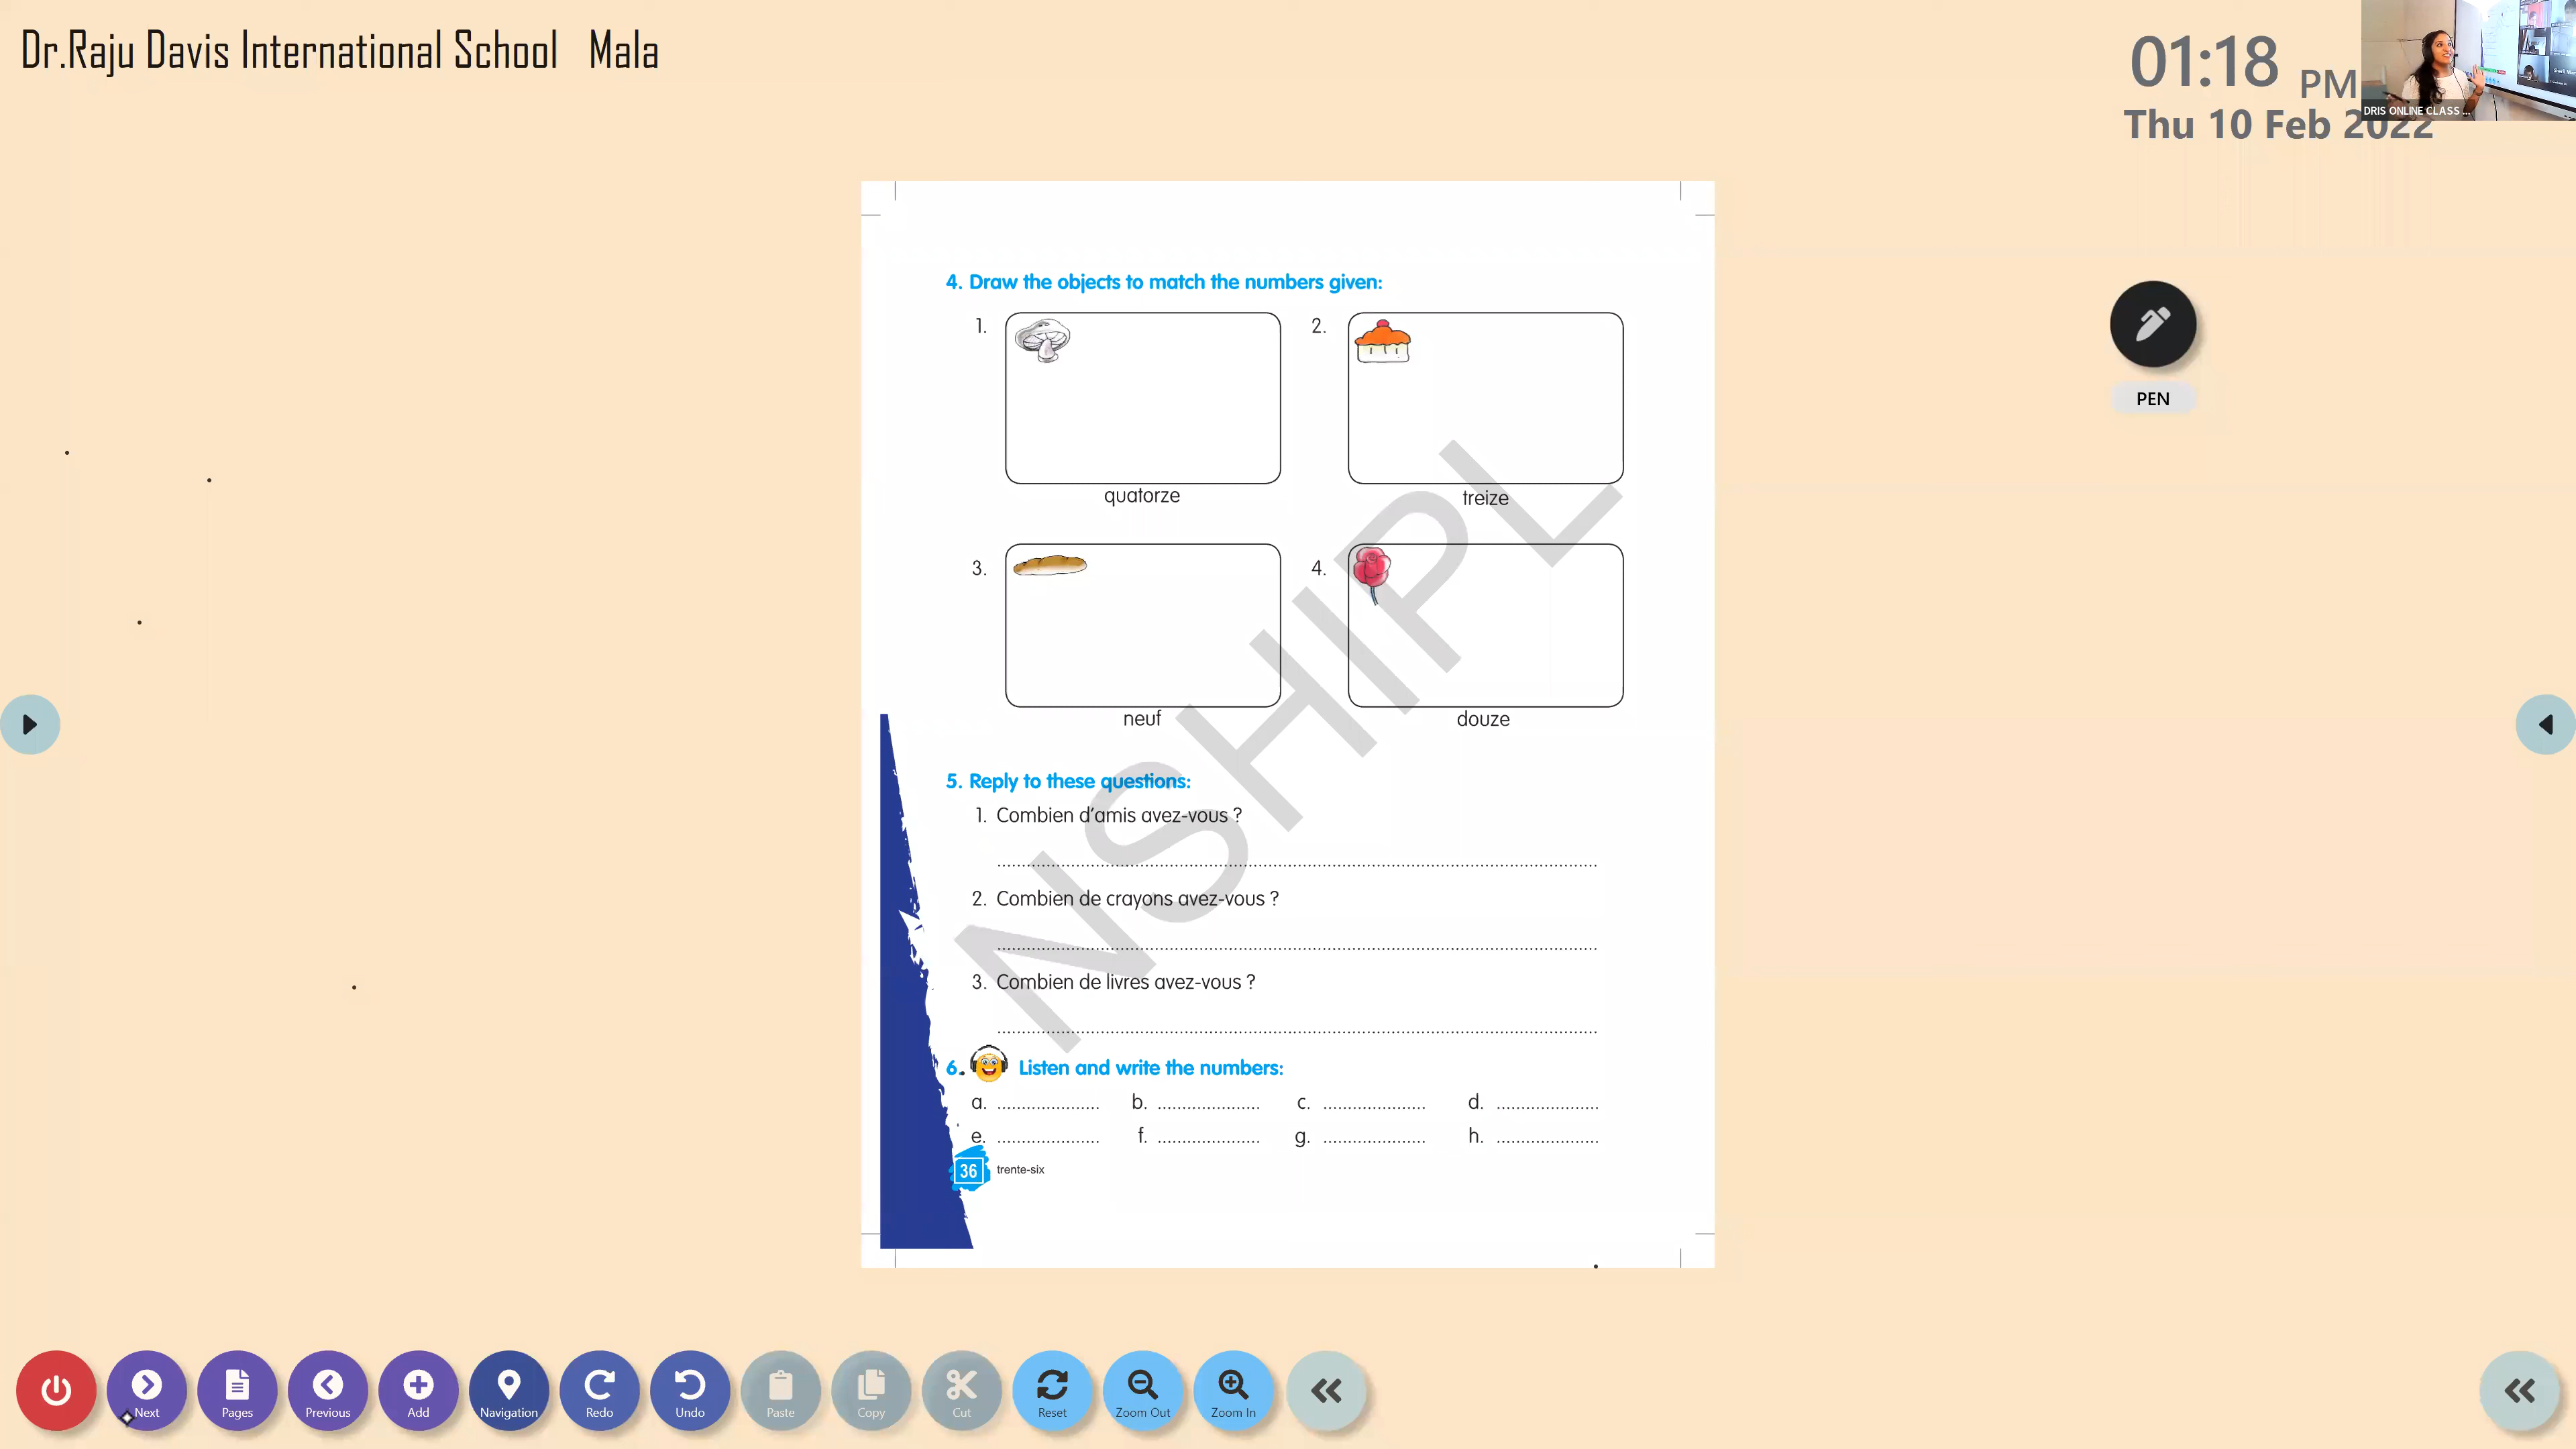 Dr.Raju Davis International School Mala
01:18 PM
Thu 10 Feb 2022
DRIS ONLINE CLASS ...
PEN
4. Draw the objects to match the numbers given:
1.
2.
quatorze
treize
3.
4.
neuf
douze
NSHIPL
5. Reply to these questions:
1. Combien d'amis avez-vous ?
2. Combien de crayons avez-vous ?
3. Combien de livres avez-vous ?
6. Listen and write the numbers:
a. ..................... b. ..................... c. ..................... d. .....................
e. ..................... f. ..................... g. ..................... h. .....................
36 trente-six
Next Pages Previous Add Navigation Redo Undo Paste Copy Cut Reset Zoom Out Zoom In